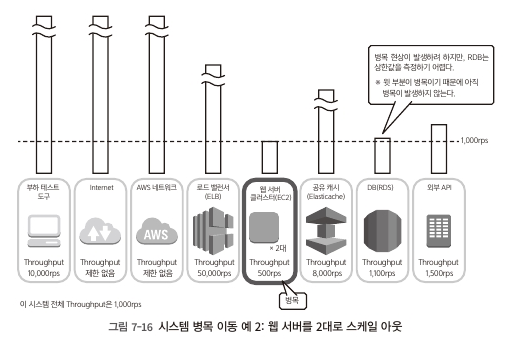 병목 현상이 발생하려 하지만, RDB는
상한값을 측정하기 어렵다.
※ 윗 부분이 병목이기 때문에 아직
병목이 발생하지 않는다.
1,000rps
부하 테스트
도구
Throughput
10,000rps
Internet
Throughput
제한 없음
AWS 네트워크
AWS
Throughput
제한 없음
로드 밸런서
(ELB)
Throughput
50,000rps
웹 서버
클러스터(EC2)
× 2대
Throughput
500rps
공유 캐시
(Elasticache)
Throughput
8,000rps
DB(RDS)
Throughput
1,100rps
외부 API
Throughput
1,500rps
병목
이 시스템 전체 Throughput은 1,000rps
그림 7-16 시스템 병목 이동 예 2: 웹 서버를 2대로 스케일 아웃